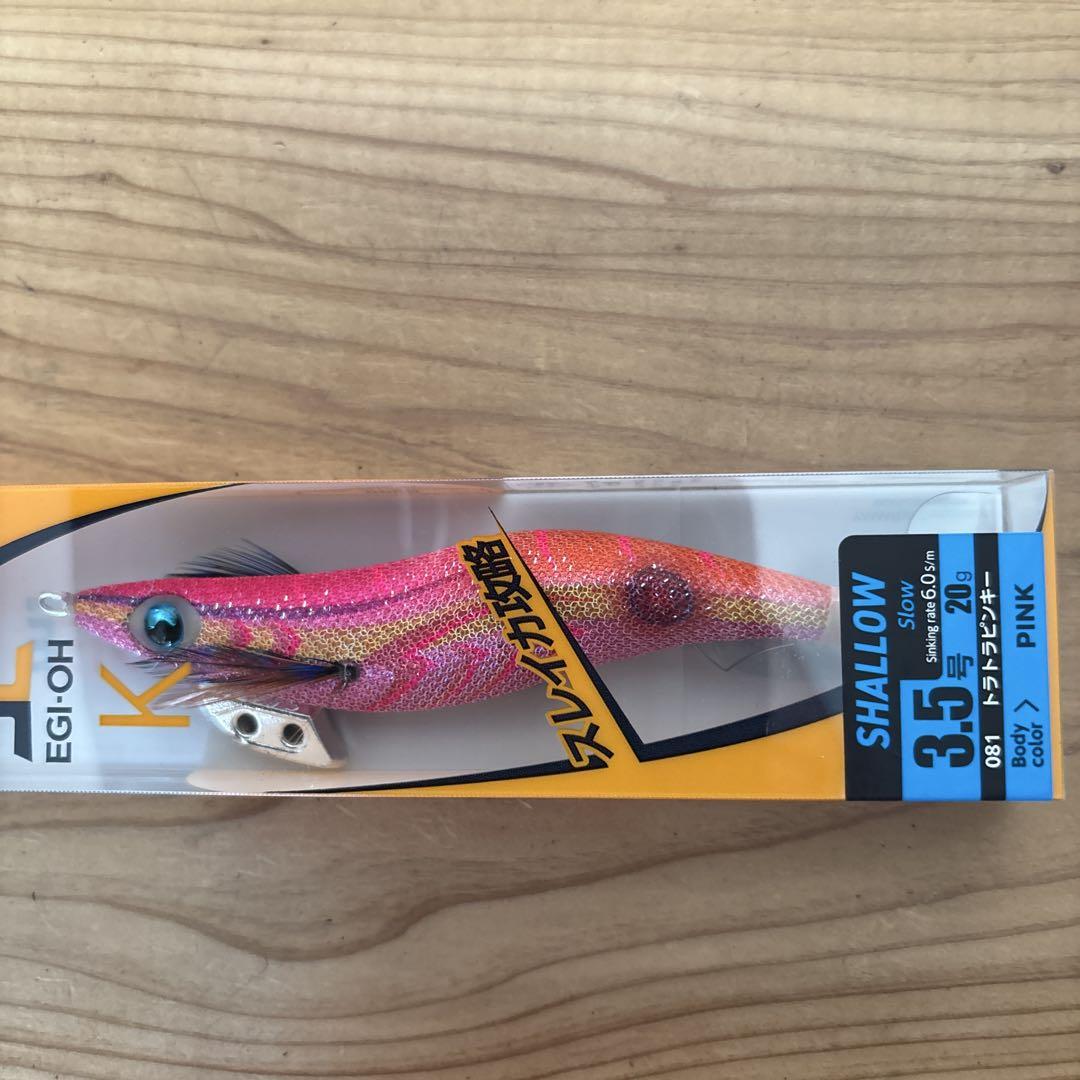 EGI-OH
K
スレイカ攻略
SHALLOW
Slow
Sinking rate 6.0 s/m
3.5号 20g
081 トラトラピンキー
Body color > PINK